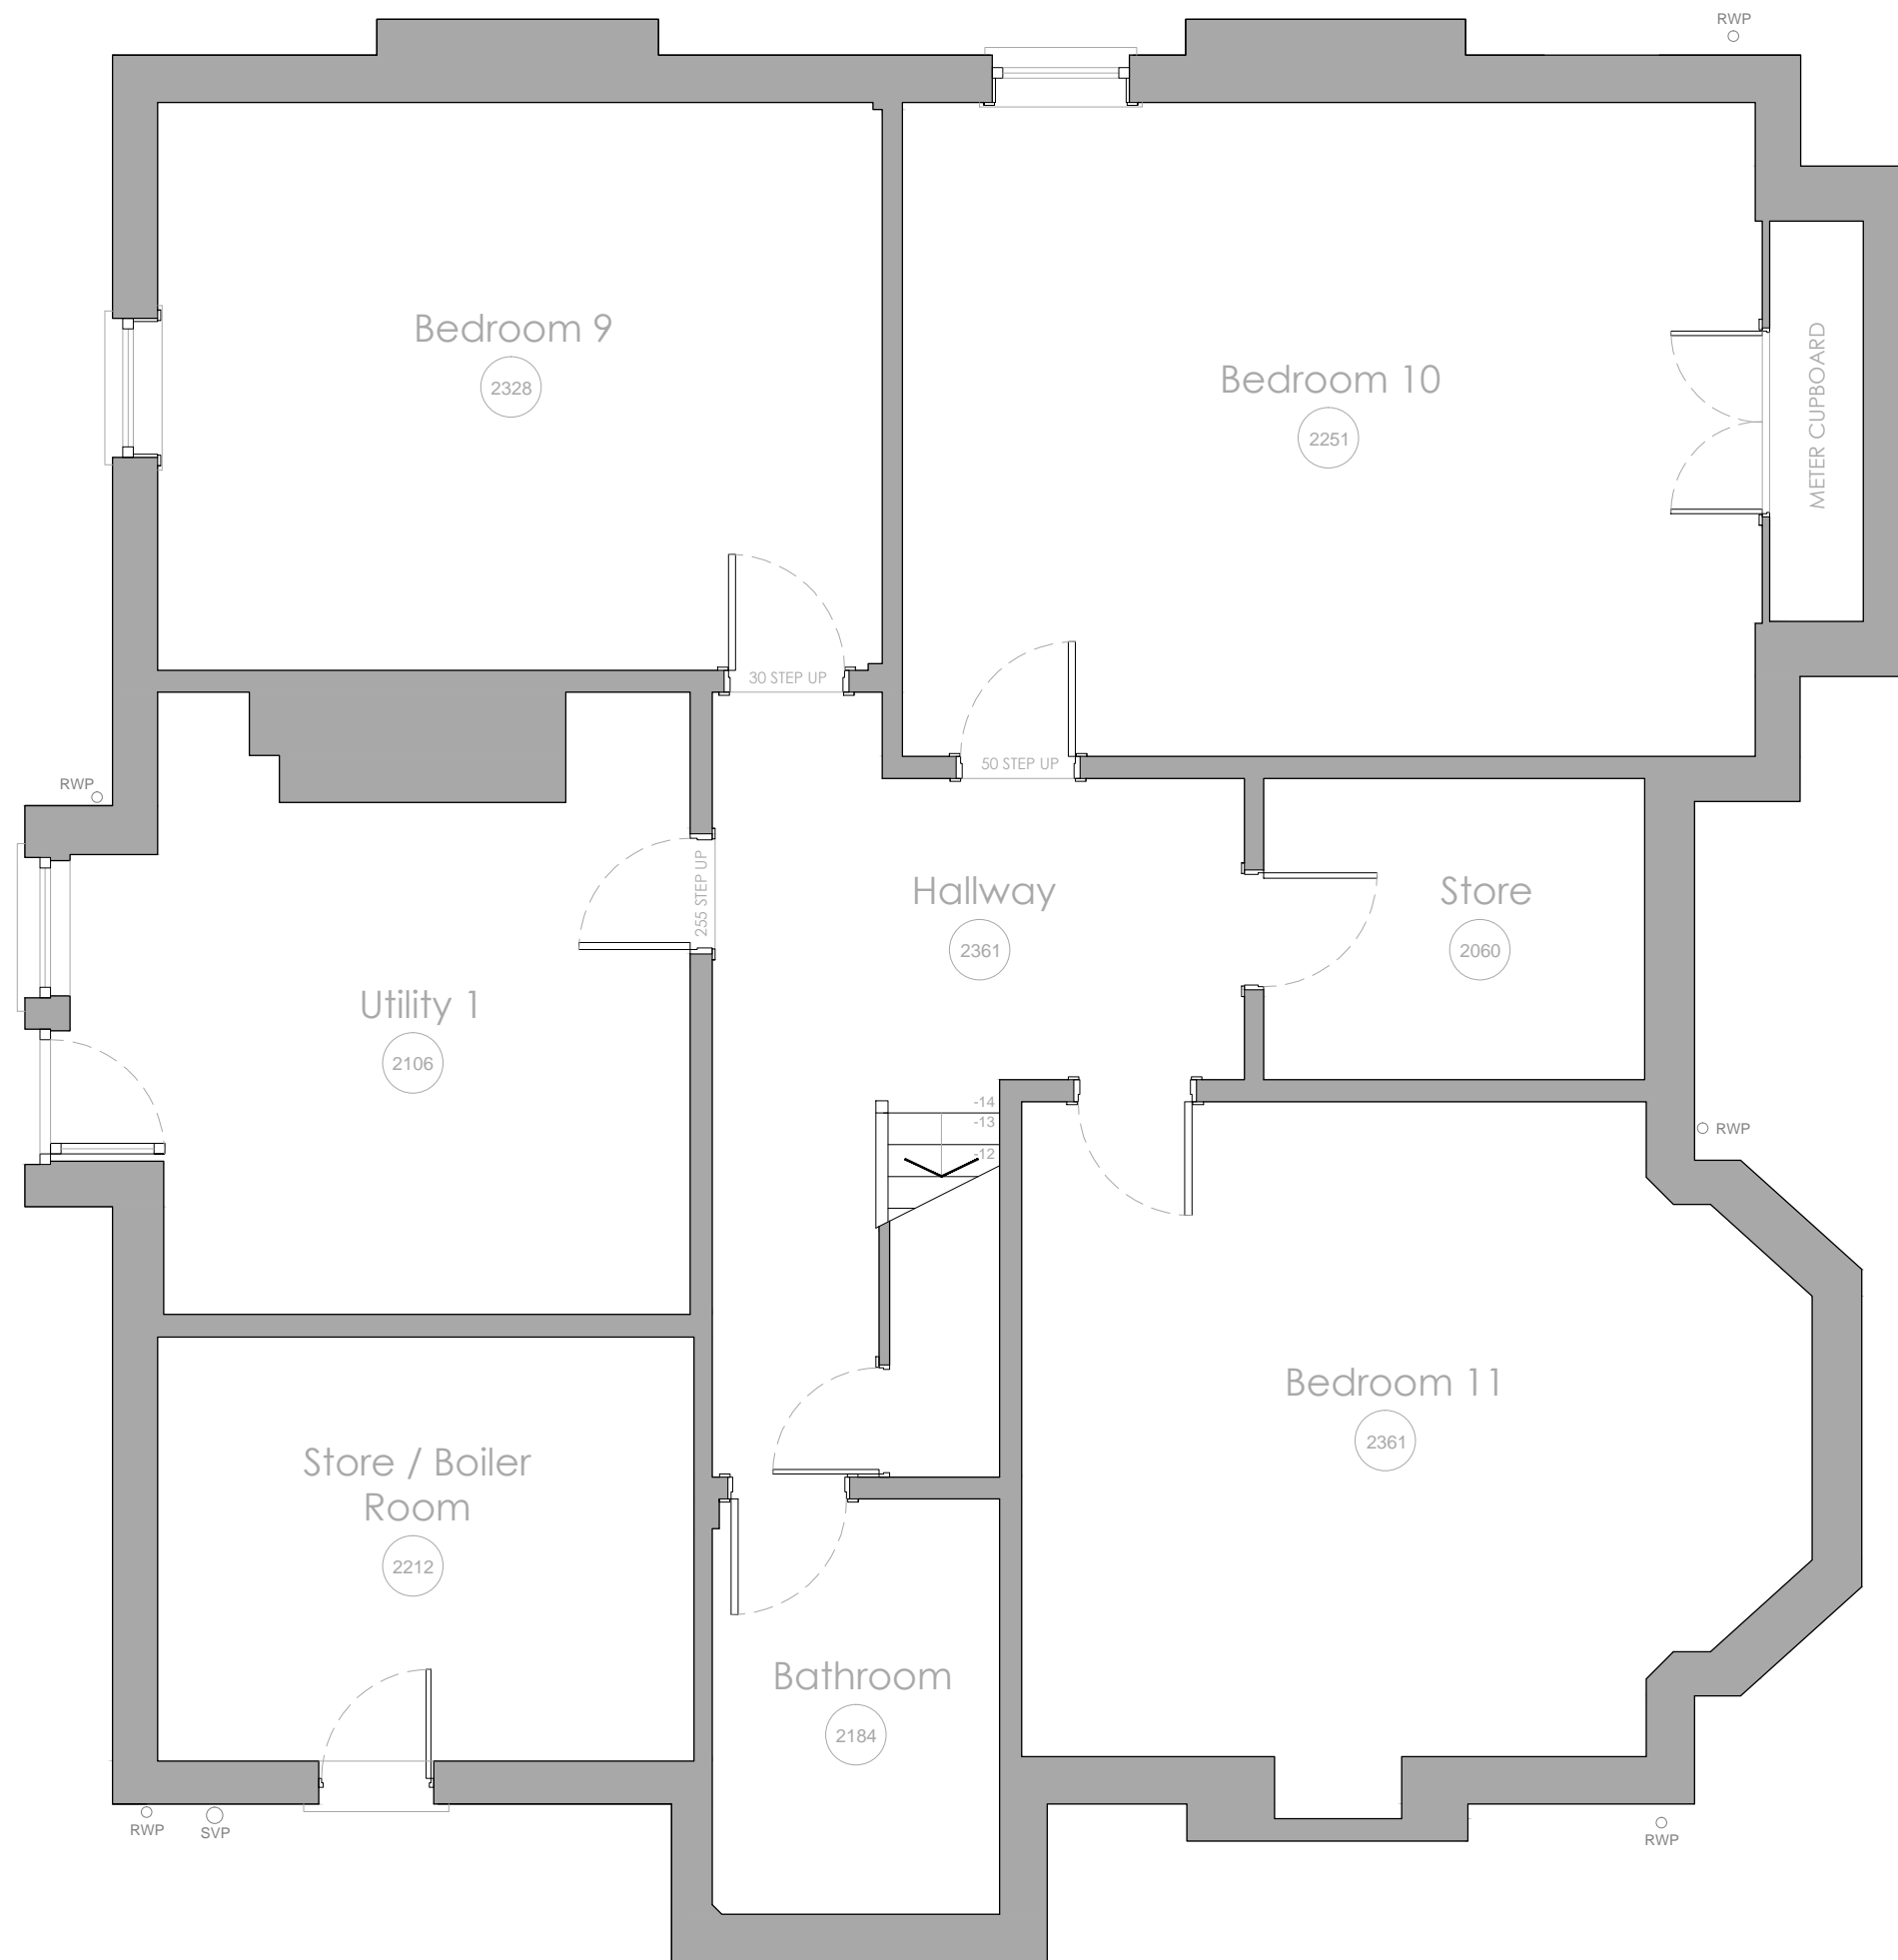 RWP
Bedroom 9
2328
Bedroom 10
2251
METER CUPBOARD
30 STEP UP
50 STEP UP
RWP
255 STEP UP
Hallway
2361
Store
2060
Utility 1
2106
-14
-13
-12
RWP
Bedroom 11
2361
Store / Boiler
Room
2212
Bathroom
2184
RWP
SVP
RWP